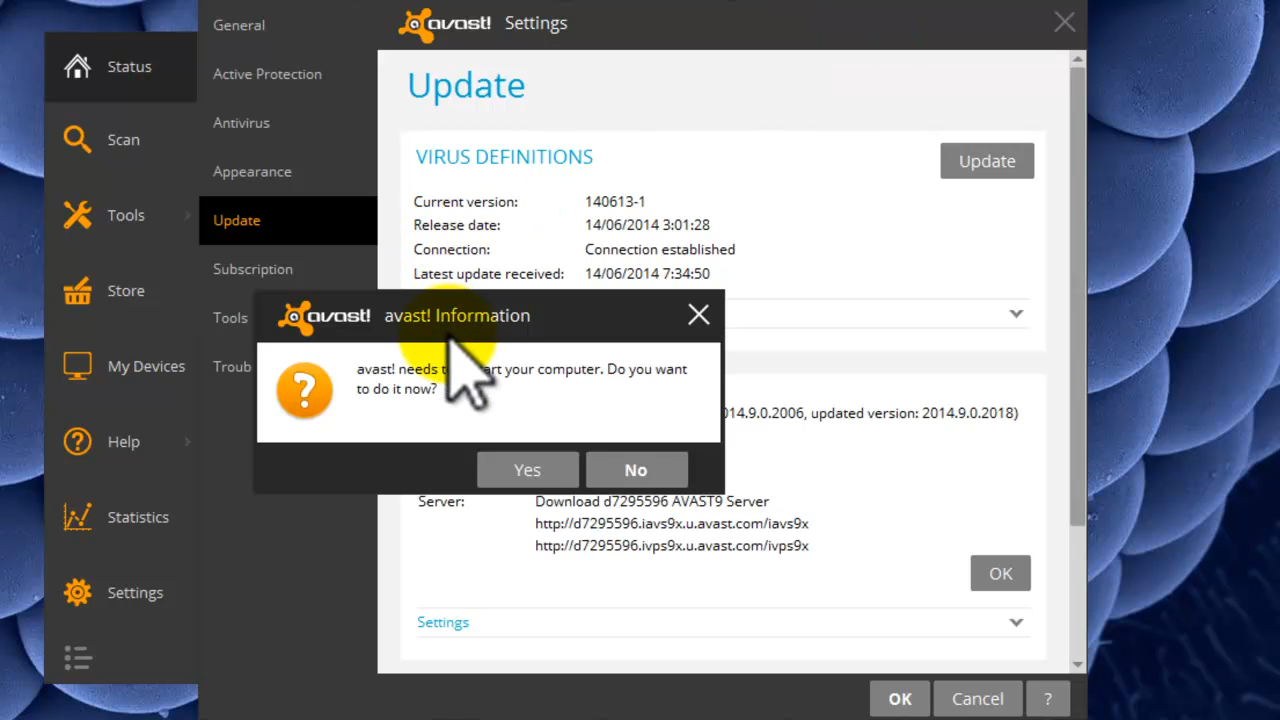 General
avast! Settings
Status
Active Protection
Update
Antivirus
Scan
VIRUS DEFINITIONS
Update
Appearance
Current version: 140613-1
Tools
Update
Release date: 14/06/2014 3:01:28
Connection: Connection established
Subscription
Latest update received: 14/06/2014 7:34:50
Store
Tools
avast! avast! Information
My Devices
Troub
avast! needs t art your computer. Do you want
to do it now?
?
014.9.0.2006, updated version: 2014.9.0.2018)
Help
Yes
No
Server: Download d7295596 AVAST9 Server
Statistics
http://d7295596.iavs9x.u.avast.com/iavs9x
http://d7295596.ivps9x.u.avast.com/ivps9x
OK
Settings
Settings
OK
Cancel
?